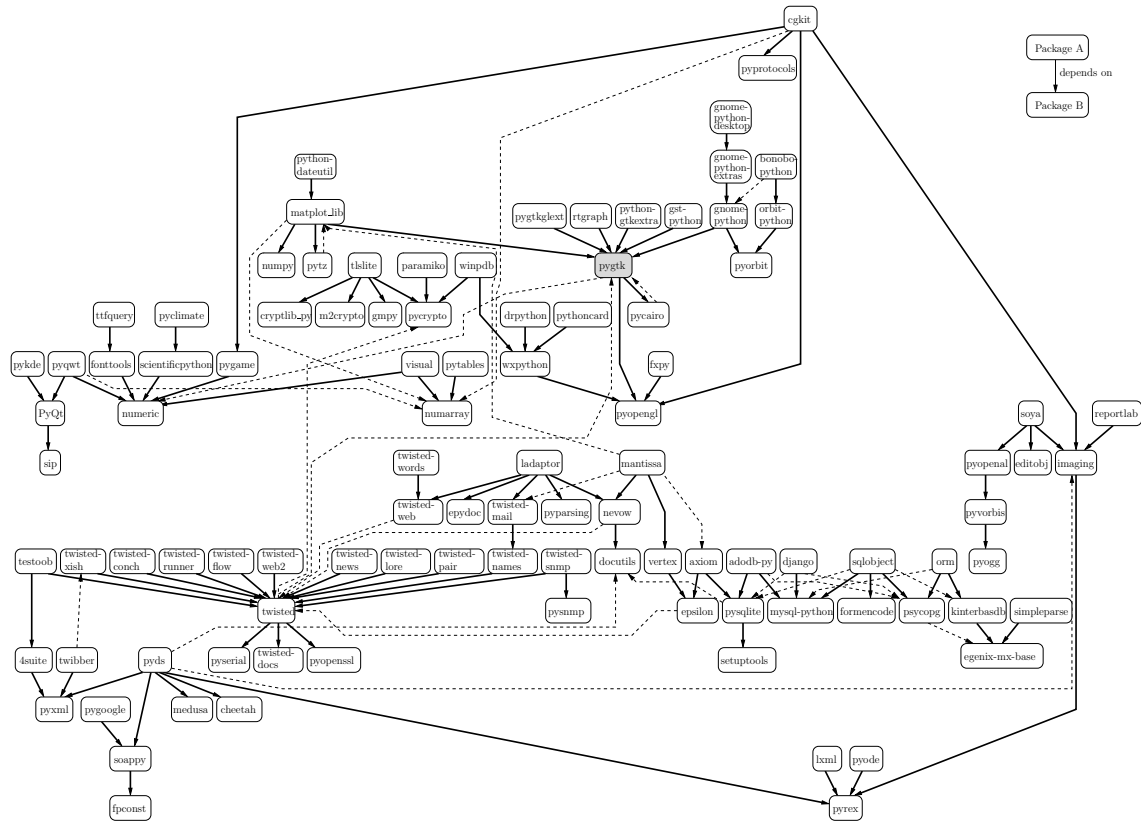 cgkit
Package A
pyprotocols
depends on
Package B
gnome-
python-
desktop
python-
dateutil
gnome-
python-
extras
bonobo-
python
matplot_lib
pygtkglext
rtgraph
python-
gtkextra
gst-
python
gnome-
python
orbit-
python
numpy
pytz
tlslite
paramiko
winpdb
pygtk
pyorbit
ttfquery
pyclimate
cryptlib_py
m2crypto
gmpy
pycrypto
drpython
pythoncard
pycairo
pykde
pyqwt
fonttools
scientificpython
pygame
visual
pytables
wxpython
fxpy
PyQt
numeric
numarray
pyopengl
soya
reportlab
sip
twisted-
words
ladaptor
mantissa
pyopenal
editobj
imaging
twisted-
web
epydoc
twisted-
mail
pyparsing
nevow
pyvorbis
testoob
twisted-
xish
twisted-
conch
twisted-
runner
twisted-
flow
twisted-
web2
twisted-
news
twisted-
lore
twisted-
pair
twisted-
names
twisted-
snmp
docutils
vertex
axiom
adodb-py
django
sqlobject
orm
pyogg
twisted
pysnmp
epsilon
pysqlite
mysql-python
formencode
psycopg
kinterbasdb
simpleparse
4suite
twibber
pyds
pyserial
twisted-
docs
pyopenssl
setuptools
egenix-mx-base
pyxml
pygoogle
medusa
cheetah
soappy
lxml
pyode
fpconst
pyrex